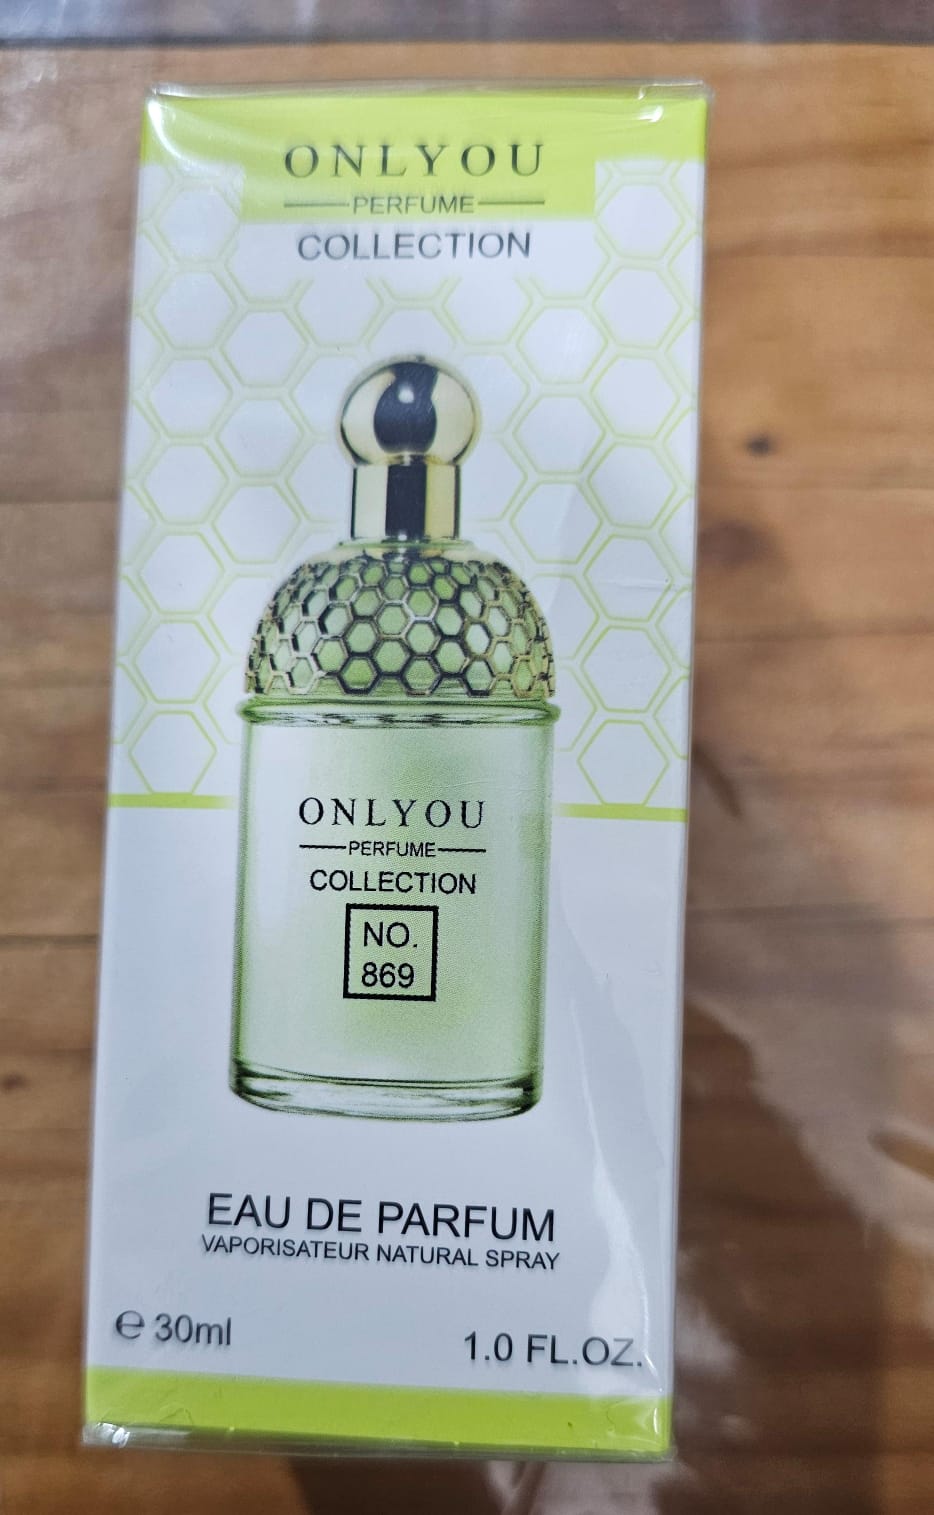 ONLYOU
PERFUME
COLLECTION
ONLYOU
PERFUME
COLLECTION
NO.
869
EAU DE PARFUM
VAPORISATEUR NATURAL SPRAY
℮ 30ml
1.0 FL.OZ.